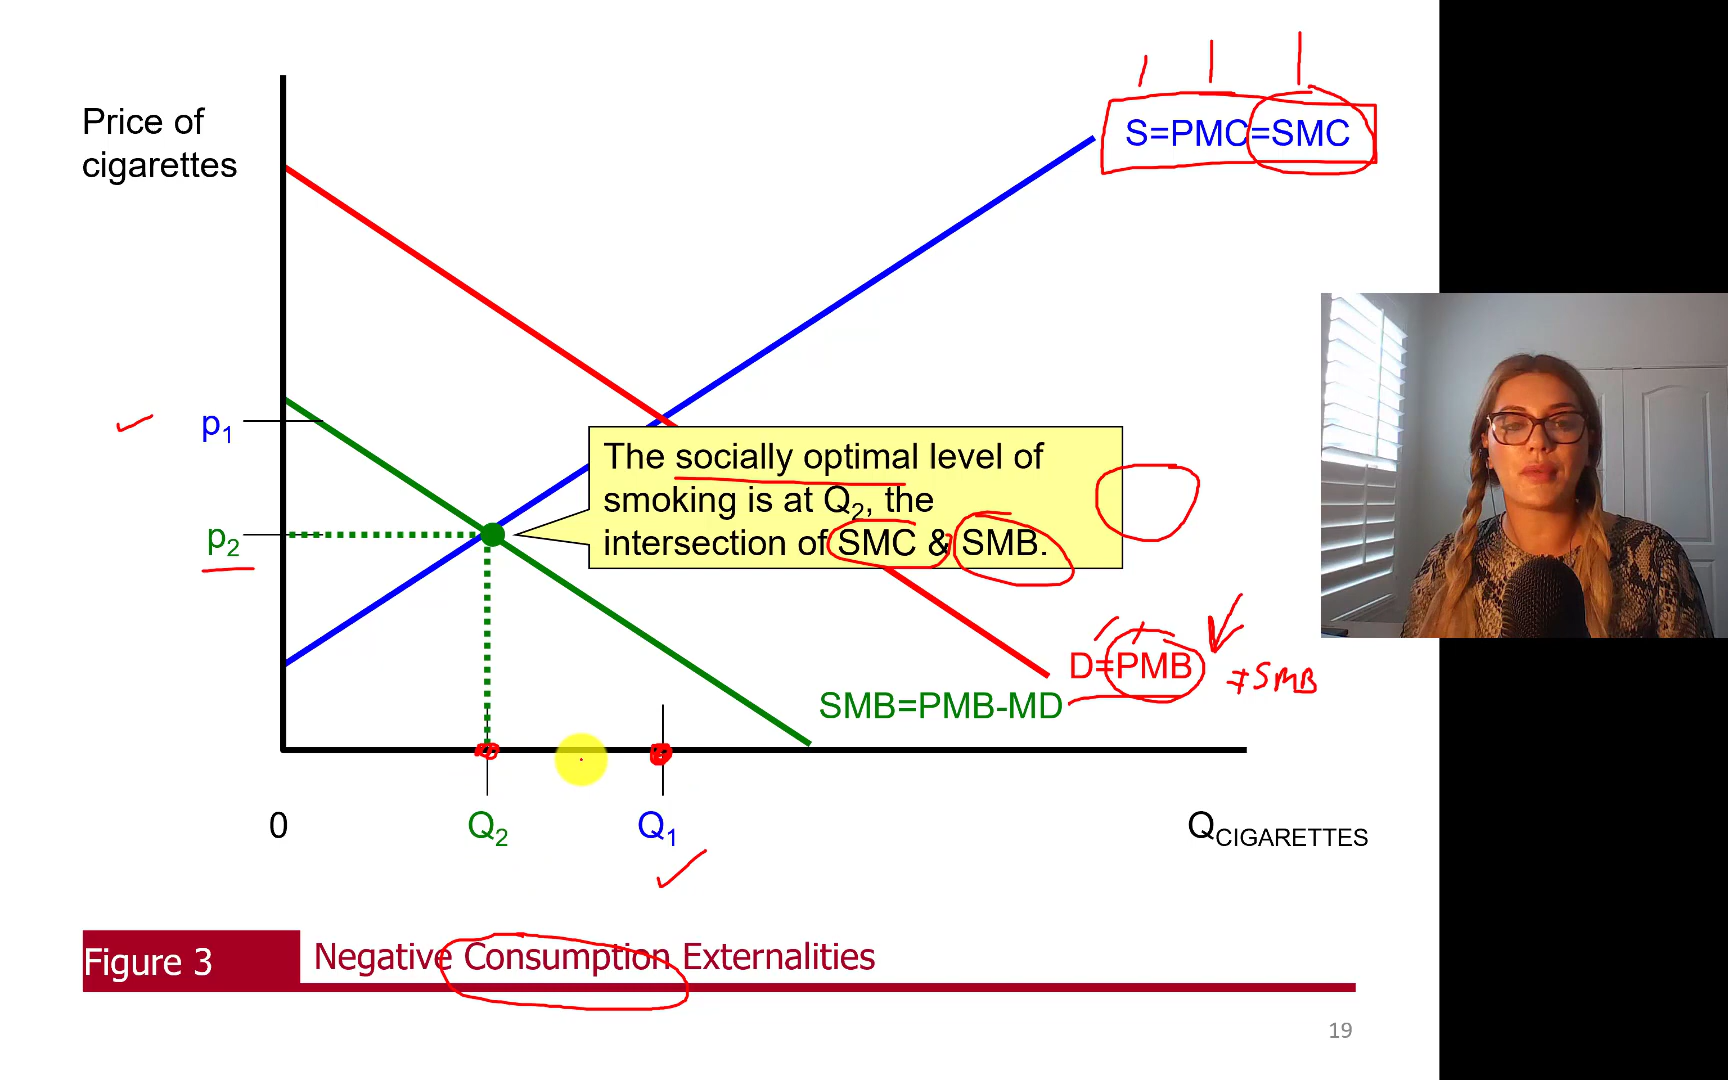 Price of
cigarettes
S=PMC=SMC
p1
The socially optimal level of
smoking is at Q2, the
intersection of SMC & SMB.
p2
D=PMB
≠SMB
SMB=PMB-MD
0
Q2
Q1
QCIGARETTES
Figure 3
Negative Consumption Externalities
19